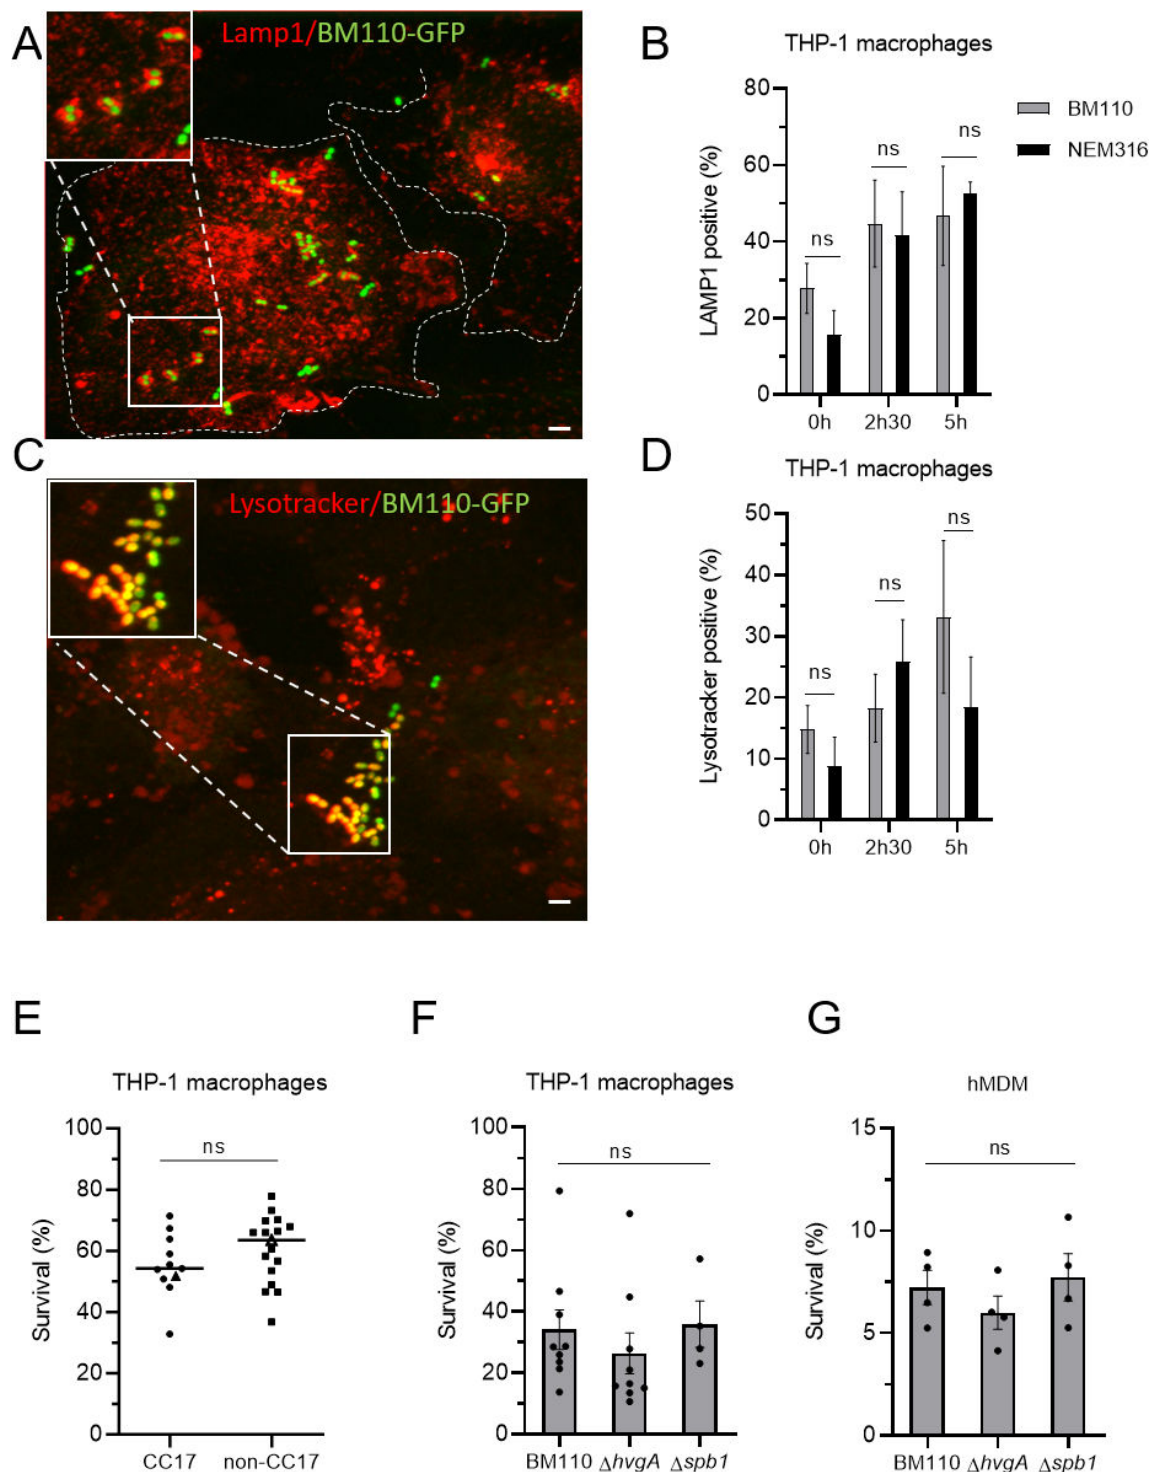 A
Lamp1/BM110-GFP
B
THP-1 macrophages
LAMP1 positive (%)
80
60
40
20
0
ns
ns
ns
0h
2h30
5h
BM110
NEM316
C
Lysotracker/BM110-GFP
D
THP-1 macrophages
Lysotracker positive (%)
50
40
30
20
10
0
ns
ns
ns
0h
2h30
5h
E
THP-1 macrophages
Survival (%)
100
80
60
40
20
0
ns
CC17
non-CC17
F
THP-1 macrophages
Survival (%)
100
80
60
40
20
0
ns
BM110
ΔhvgA
Δspb1
G
hMDM
Survival (%)
15
10
5
0
ns
BM110
ΔhvgA
Δspb1